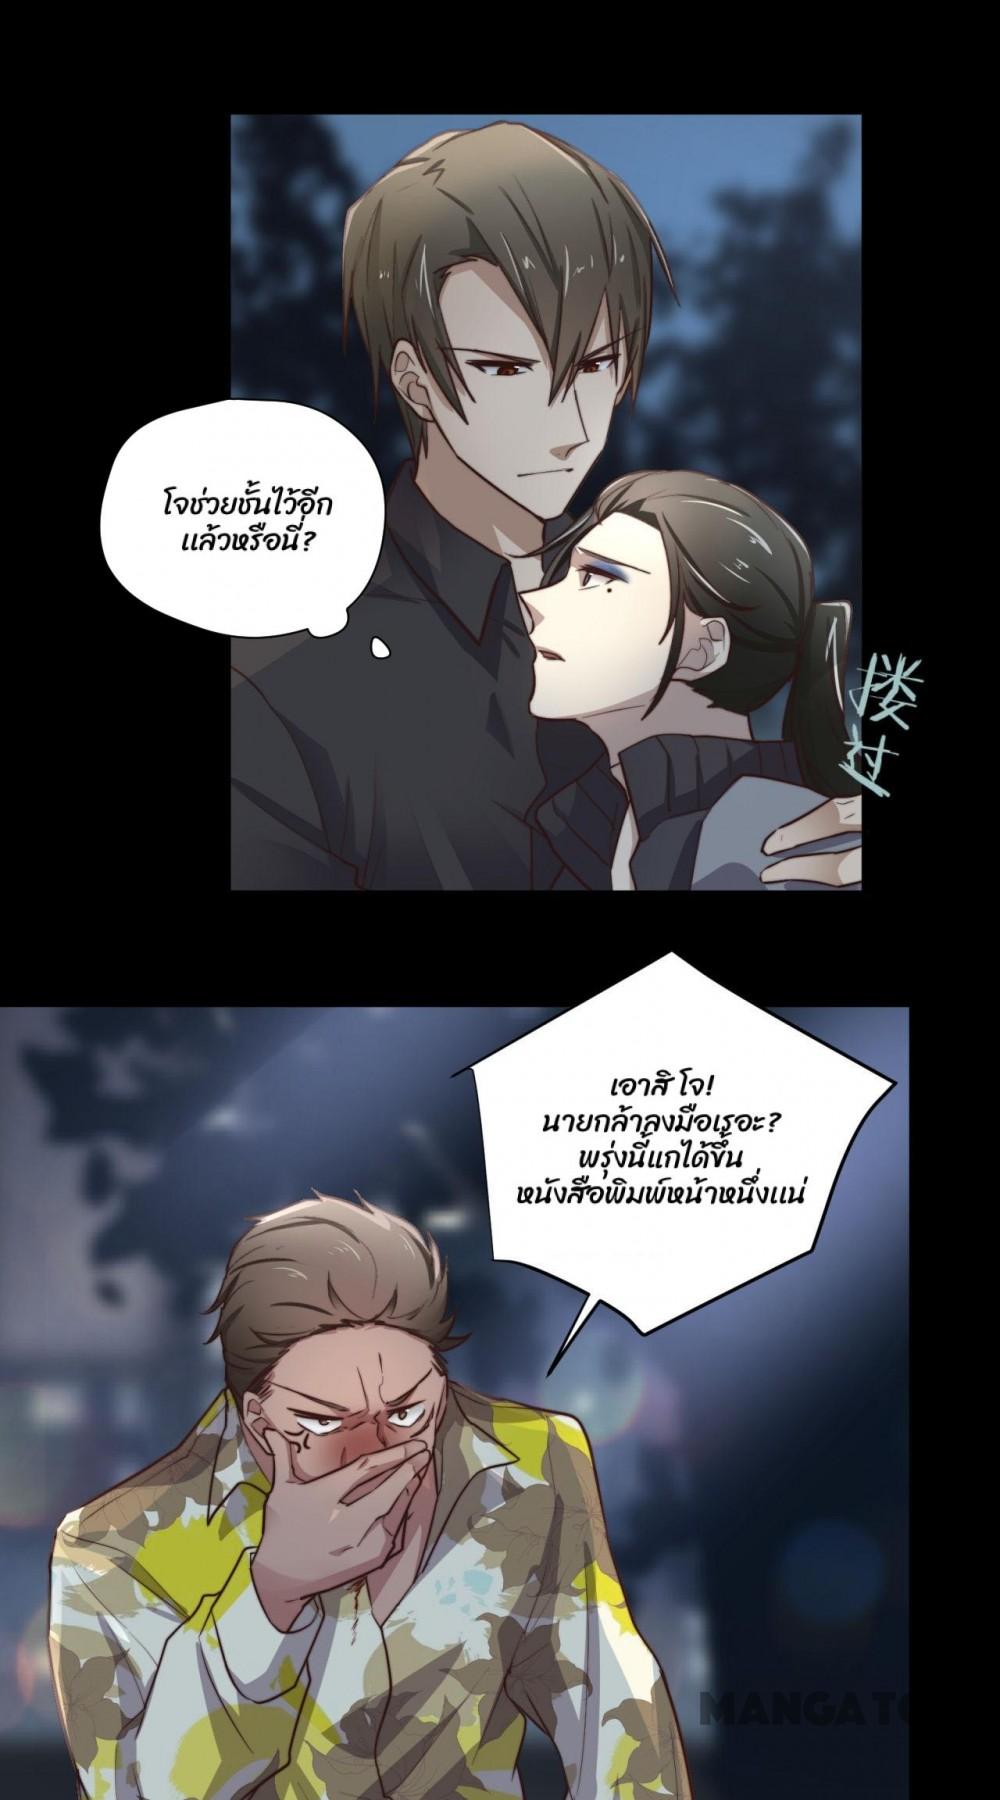 โจช่วยชั้นไว้อีก
แล้วหรือนี่?
搂
过
เอาสิ โจ!
นายกล้าลงมือเรอะ?
พรุ่งนี้แกได้ขึ้น
หนังสือพิมพ์หน้าหนึ่งแน่
MANGA TO